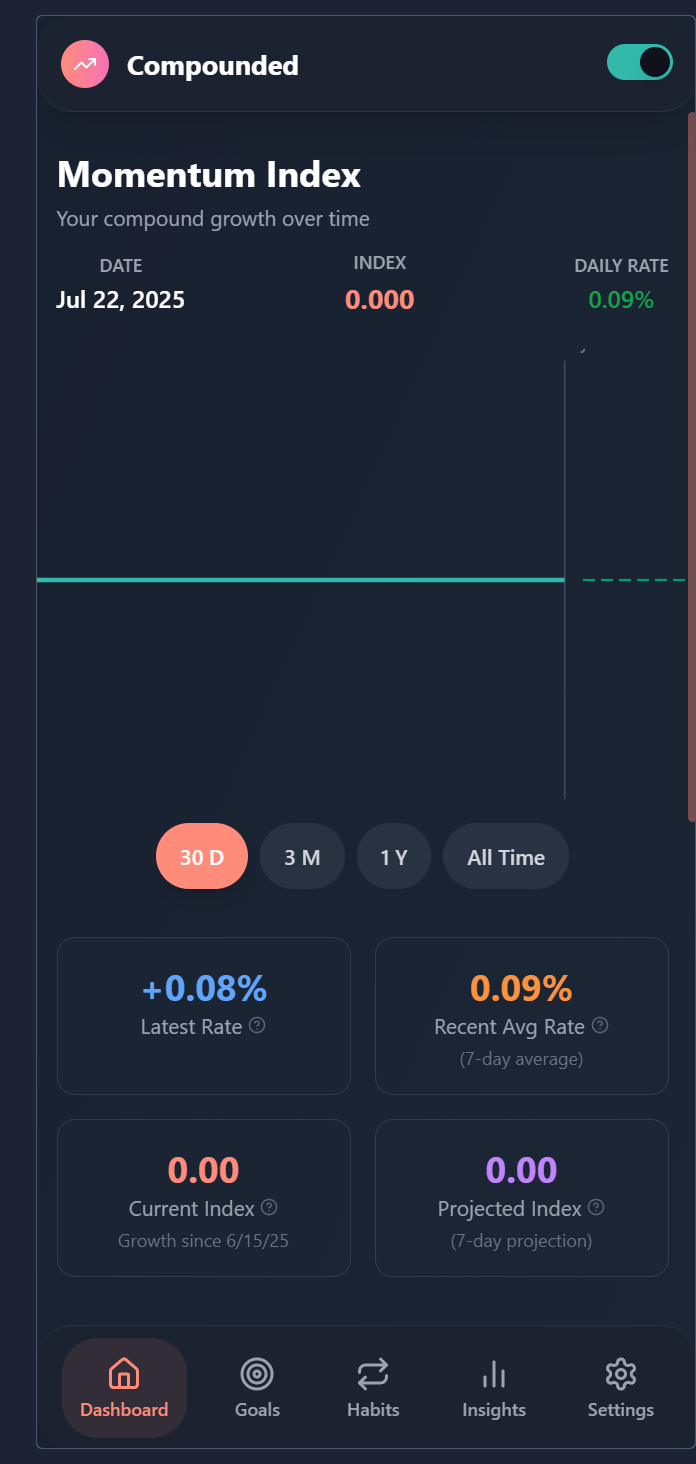 Compounded
Momentum Index
Your compound growth over time
DATE
INDEX
DAILY RATE
Jul 22, 2025
0.000
0.09%
30 D
3 M
1 Y
All Time
+0.08%
Latest Rate
0.09%
Recent Avg Rate
(7-day average)
0.00
Current Index
Growth since 6/15/25
0.00
Projected Index
(7-day projection)
Dashboard
Goals
Habits
Insights
Settings